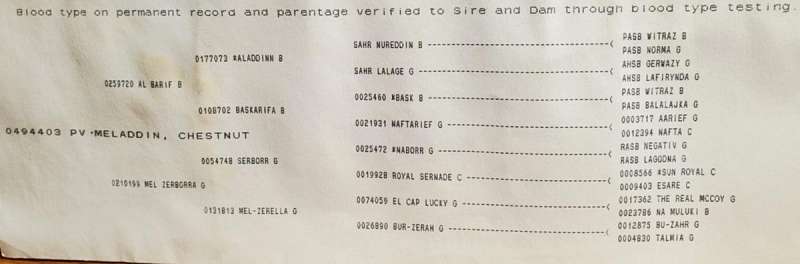 Blood type on permanent record and parentage verified to Sire and Dam through blood type testing.
PASB WITRAZ B
SAHR NUREDDIN B
PASB NORMA G
0177073 *ALADDINN B
AHSB GERWAZY G
SAHR LALAGE G
AHSB LAFIRYNDA G
0259720 AL BARIF B
PASB WITRAZ B
0025460 *BASK B
PASB BALALAJKA G
0108702 BASKARIFA B
0003717 AARIEF G
0021931 NAFTARIEF G
0012394 NAFTA C
0494403 PV-MELADDIN, CHESTNUT
RASB NEGATIV G
0025472 *NABORR G
RASB LAGODNA G
0054748 SERBORR G
0008566 *SUN ROYAL C
0019928 ROYAL SERNADE C
0009403 ESARE C
0210199 MEL ZERBORRA G
0017362 THE REAL MCCOY G
0074059 EL CAP LUCKY G
0023786 NA MULUKI B
0131813 MEL-ZERELLA G
0012875 BU-ZAHR G
0026890 BUR-ZERAH G
0004830 TALMIA G